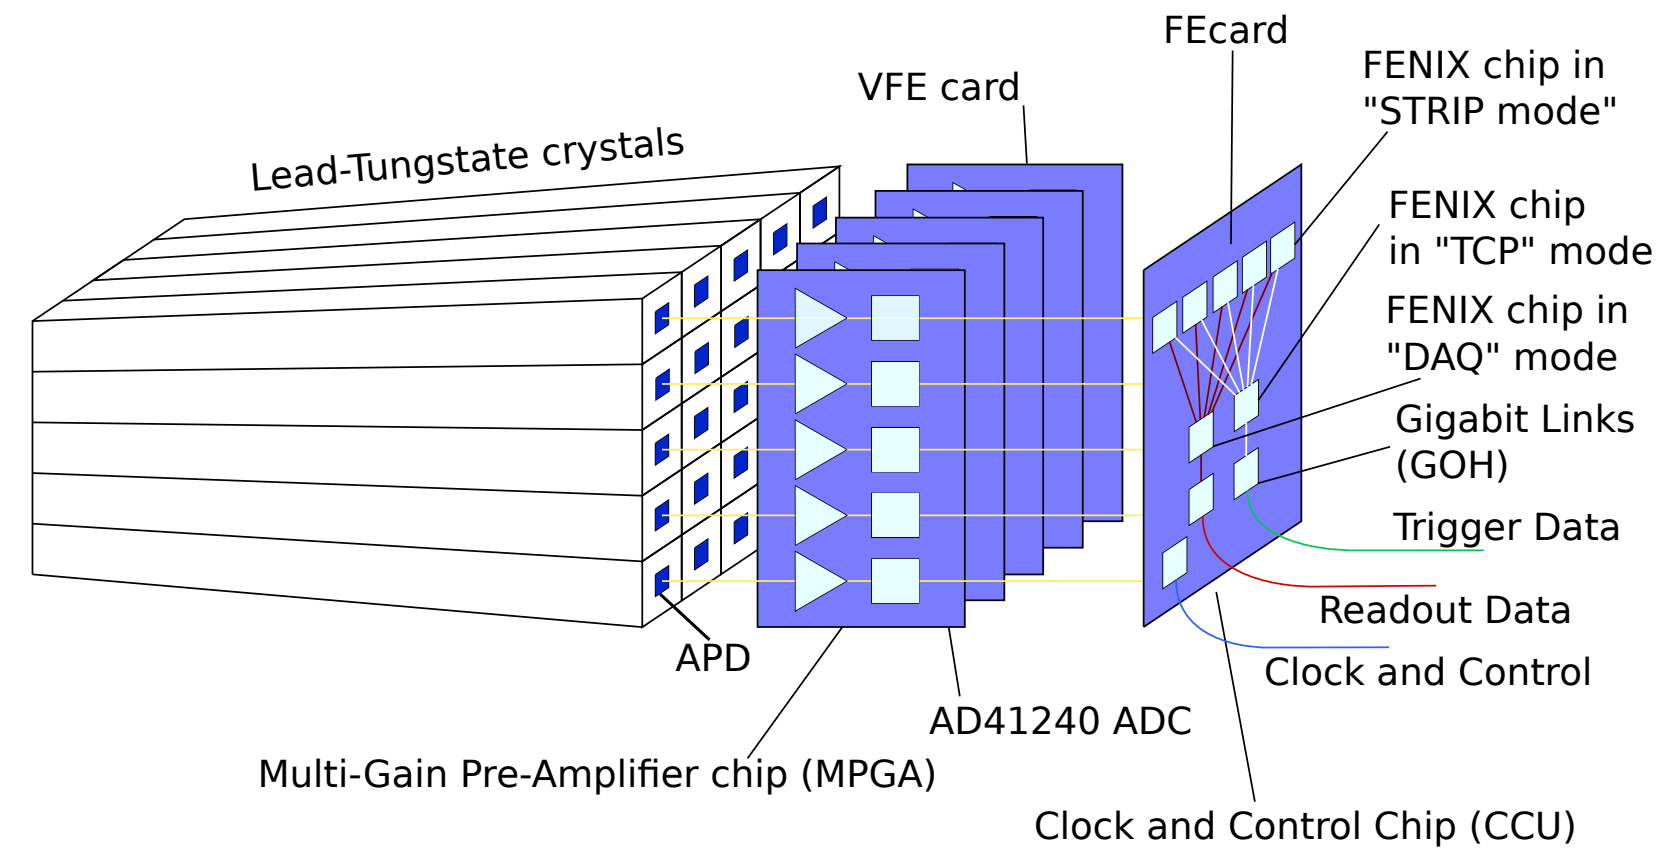 FEcard
FENIX chip in
"STRIP mode"
VFE card
Lead-Tungstate crystals
FENIX chip
in "TCP" mode
FENIX chip in
"DAQ" mode
Gigabit Links
(GOH)
Trigger Data
Readout Data
APD
Clock and Control
AD41240 ADC
Multi-Gain Pre-Amplifier chip (MPGA)
Clock and Control Chip (CCU)